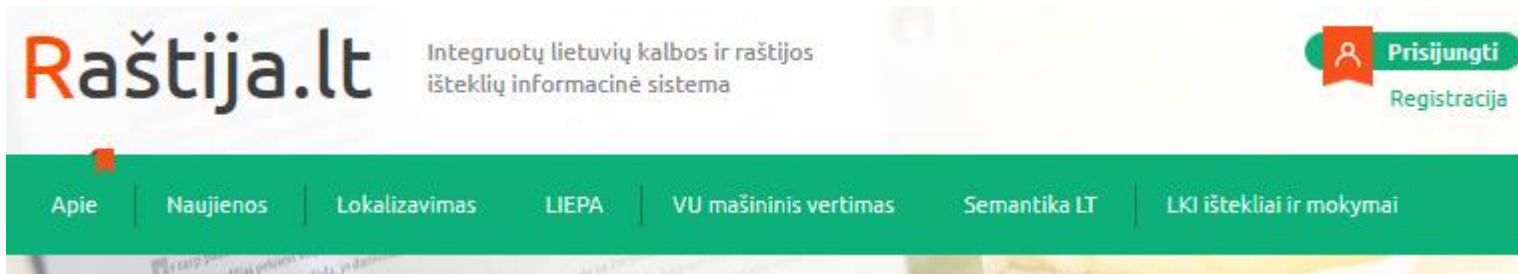 Raštija.lt
Integruotų lietuvių kalbos ir raštijos
išteklių informacinė sistema
Prisijungti
Registracija
Apie
Naujienos
Lokalizavimas
LIEPA
VU mašininis vertimas
Semantika LT
LKI ištekliai ir mokymai